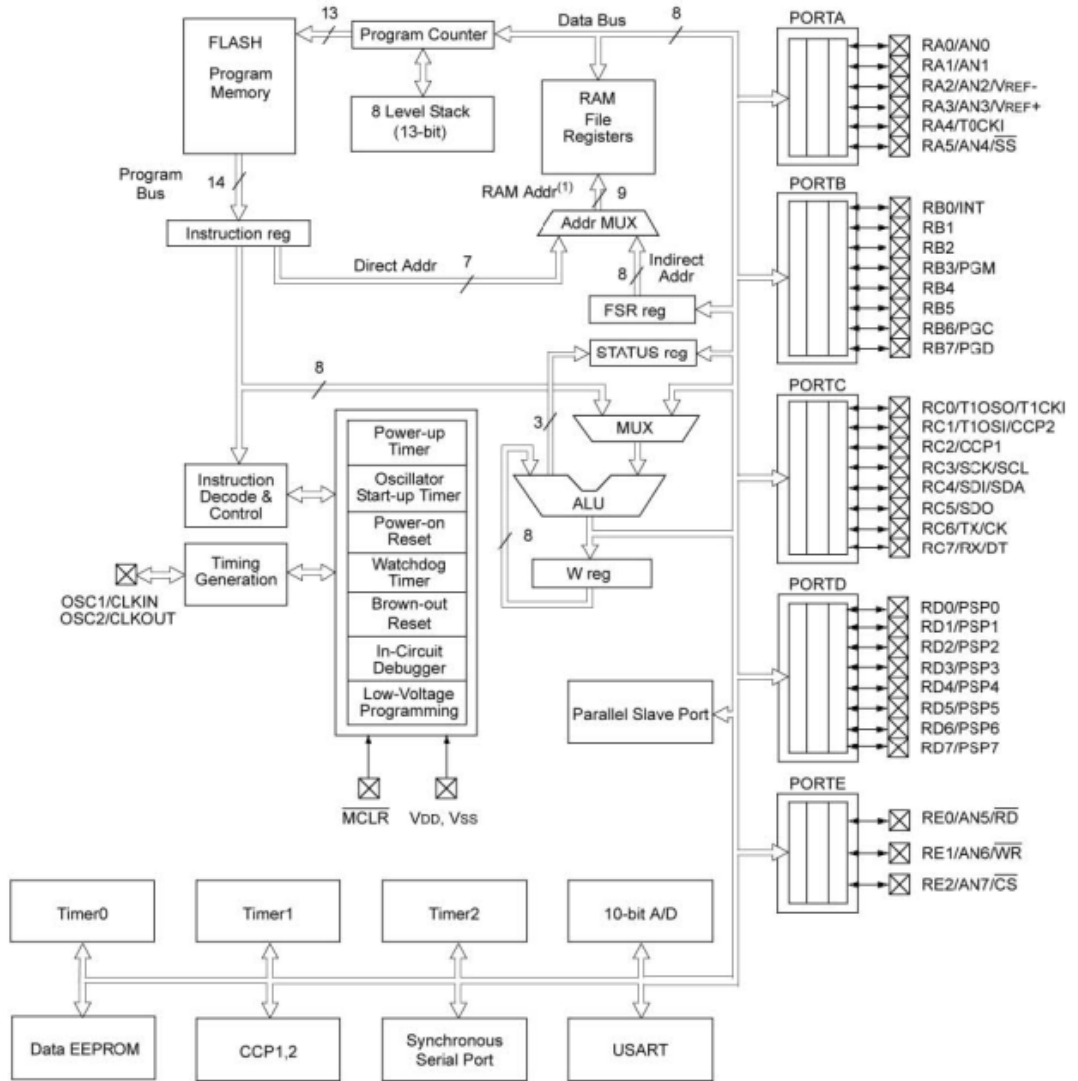 FLASH
Program
Memory
13
Program Counter
8 Level Stack
(13-bit)
Data Bus
8
RAM
File
Registers
Program
Bus
14
Instruction reg
RAM Addr(1)
9
Addr MUX
Direct Addr
7
Indirect
Addr
8
FSR reg
STATUS reg
8
3
MUX
ALU
8
W reg
Power-up
Timer
Oscillator
Start-up Timer
Power-on
Reset
Watchdog
Timer
Brown-out
Reset
In-Circuit
Debugger
Low-Voltage
Programming
Instruction
Decode &
Control
Timing
Generation
OSC1/CLKIN
OSC2/CLKOUT
MCLR
VDD, VSS
Parallel Slave Port
PORTA
RA0/AN0
RA1/AN1
RA2/AN2/VREF-
RA3/AN3/VREF+
RA4/T0CKI
RA5/AN4/SS
PORTB
RB0/INT
RB1
RB2
RB3/PGM
RB4
RB5
RB6/PGC
RB7/PGD
PORTC
RC0/T1OSO/T1CKI
RC1/T1OSI/CCP2
RC2/CCP1
RC3/SCK/SCL
RC4/SDI/SDA
RC5/SDO
RC6/TX/CK
RC7/RX/DT
PORTD
RD0/PSP0
RD1/PSP1
RD2/PSP2
RD3/PSP3
RD4/PSP4
RD5/PSP5
RD6/PSP6
RD7/PSP7
PORTE
RE0/AN5/RD
RE1/AN6/WR
RE2/AN7/CS
Timer0
Timer1
Timer2
10-bit A/D
Data EEPROM
CCP1,2
Synchronous
Serial Port
USART